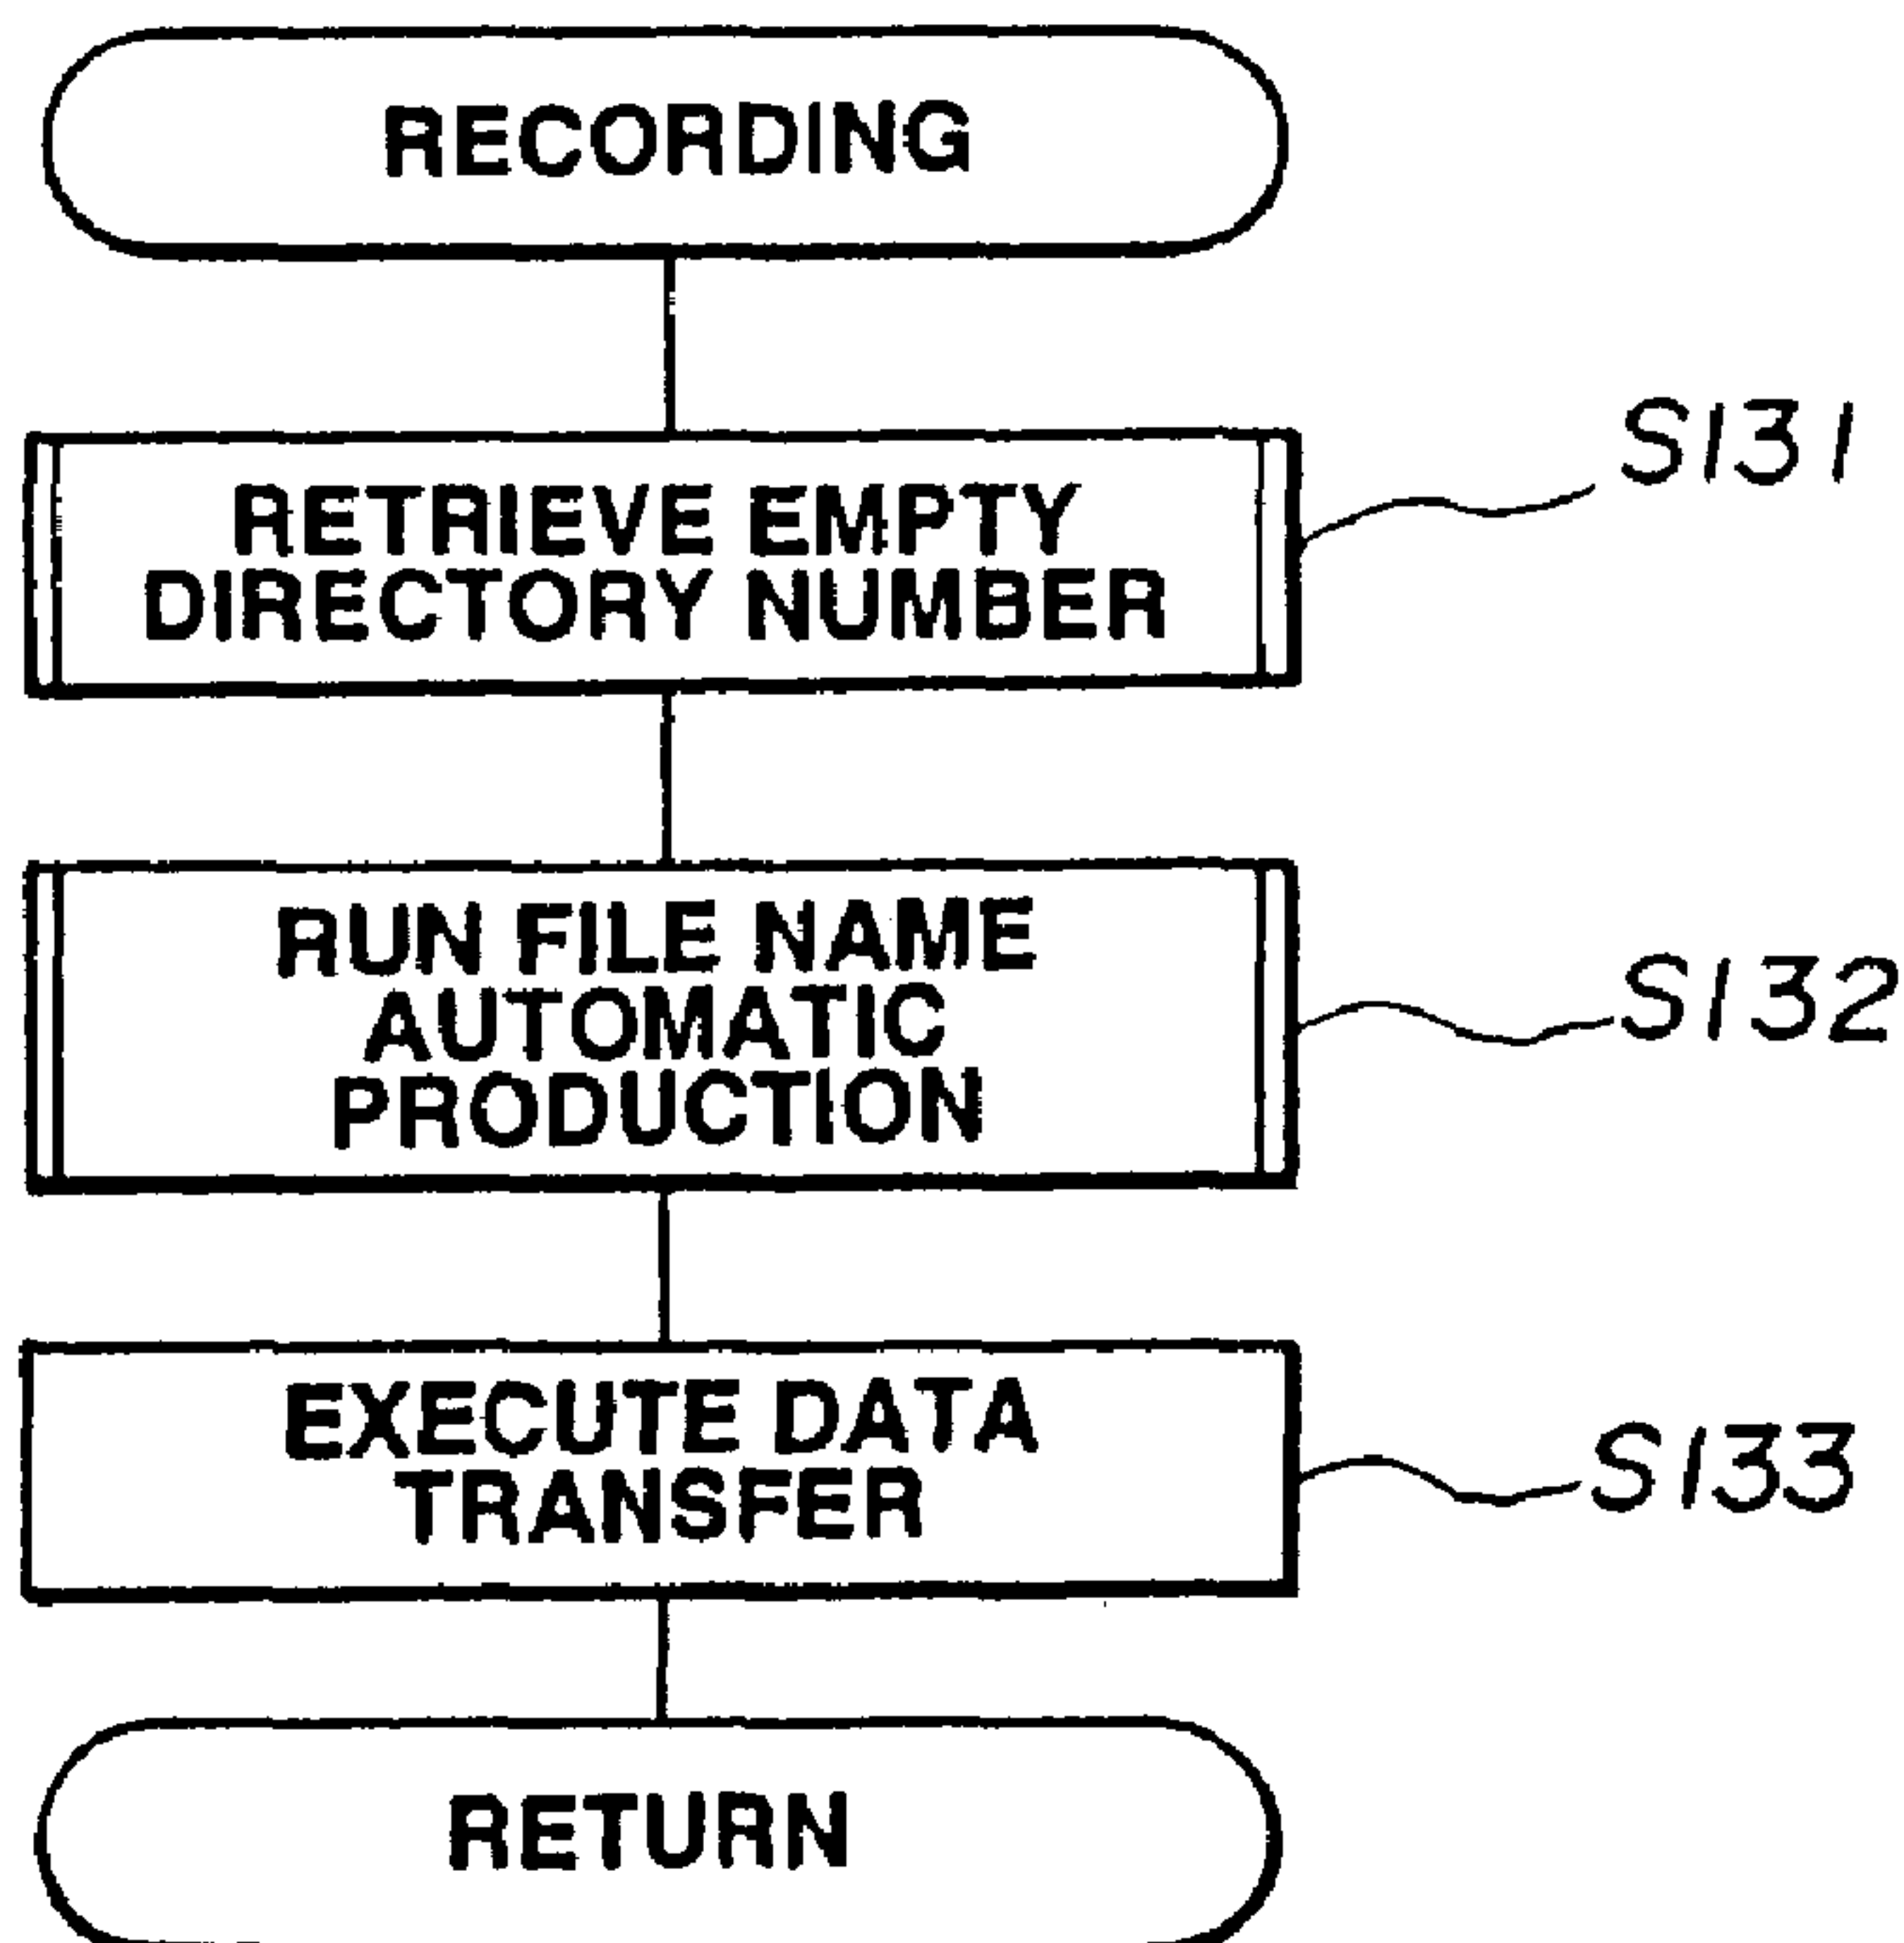 RECORDING
S131
RETRIEVE EMPTY
DIRECTORY NUMBER
RUN FILE NAME
AUTOMATIC
PRODUCTION
S132
EXECUTE DATA
TRANSFER
S133
RETURN